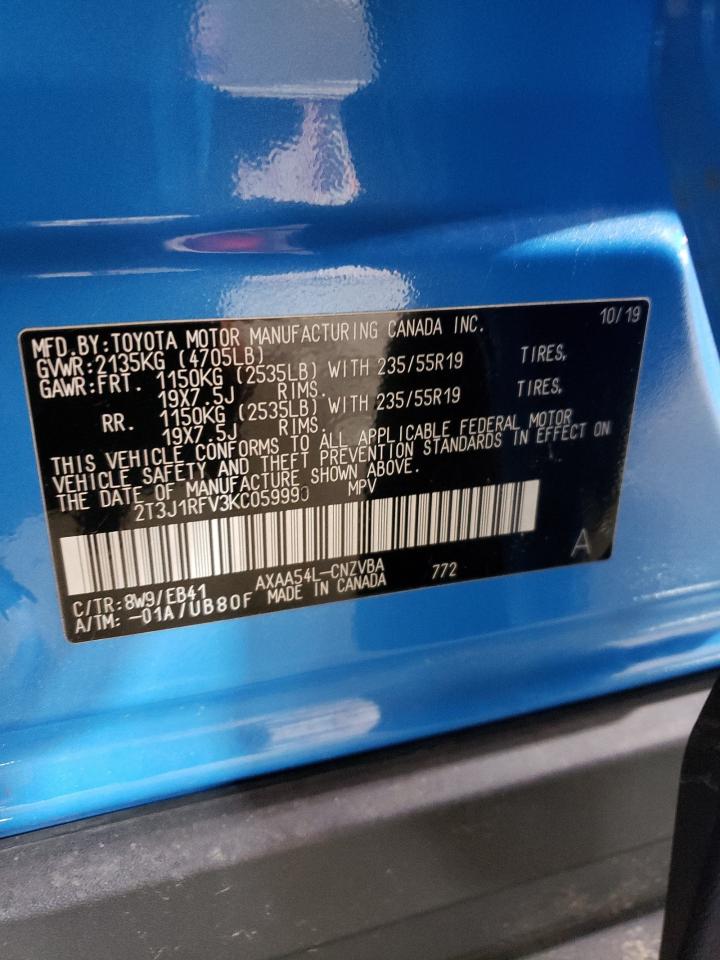 10/19
MFD.BY:TOYOTA MOTOR MANUFACTURING CANADA INC.
GVWR:2135KG (4705LB)
GAWR:FRT. 1150KG (2535LB) WITH 235/55R19 TIRES,
19X7.5J RIMS.
RR. 1150KG (2535LB) WITH 235/55R19 TIRES,
19X7.5J RIMS.
THIS VEHICLE CONFORMS TO ALL APPLICABLE FEDERAL MOTOR
VEHICLE SAFETY AND THEFT PREVENTION STANDARDS IN EFFECT ON
THE DATE OF MANUFACTURE SHOWN ABOVE.
2T3J1RFV3KC059990 MPV
A
C/TR:8W9/EB41 AXAA54L-CNZVBA 772
A/TM:-01A/UB80F MADE IN CANADA